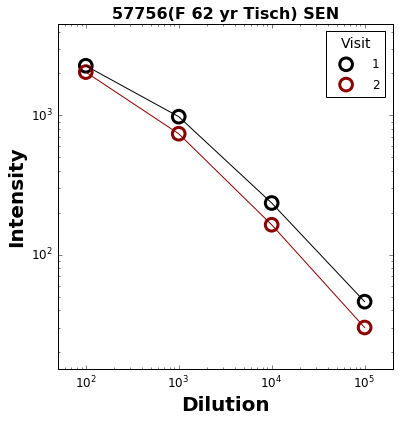 57756(F 62 yr Tisch) SEN
Visit
1
2
10³
10²
Intensity
10² 10³ 10⁴ 10⁵
Dilution